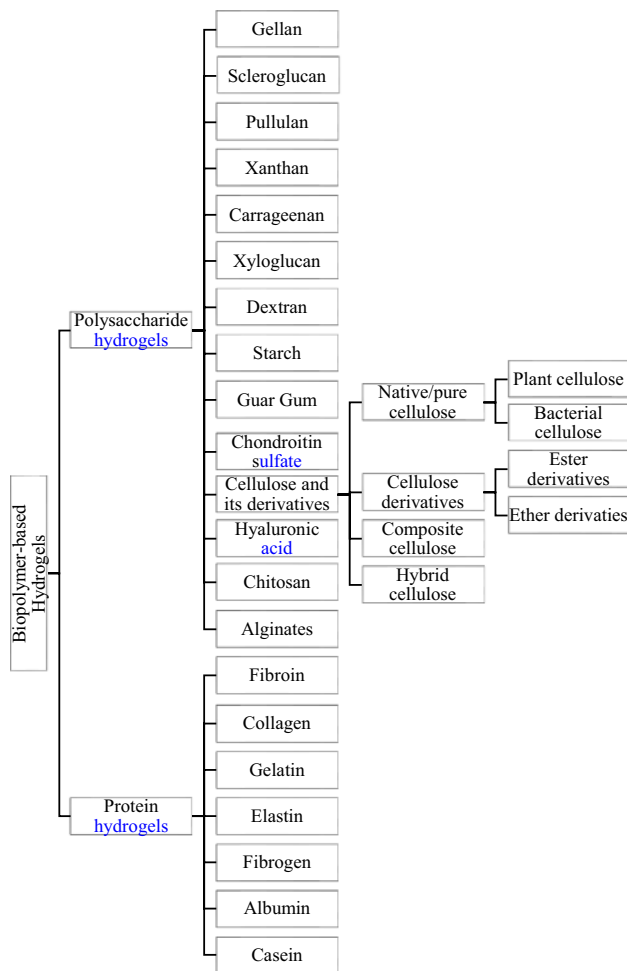 Biopolymer-based
Hydrogels
Polysaccharide
hydrogels
Gellan
Scleroglucan
Pullulan
Xanthan
Carrageenan
Xyloglucan
Dextran
Starch
Guar Gum
Chondroitin
sulfate
Cellulose and
its derivatives
Native/pure
cellulose
Plant cellulose
Bacterial
cellulose
Cellulose
derivatives
Ester
derivatives
Ether derivaties
Composite
cellulose
Hybrid
cellulose
Hyaluronic
acid
Chitosan
Alginates
Protein
hydrogels
Fibroin
Collagen
Gelatin
Elastin
Fibrogen
Albumin
Casein